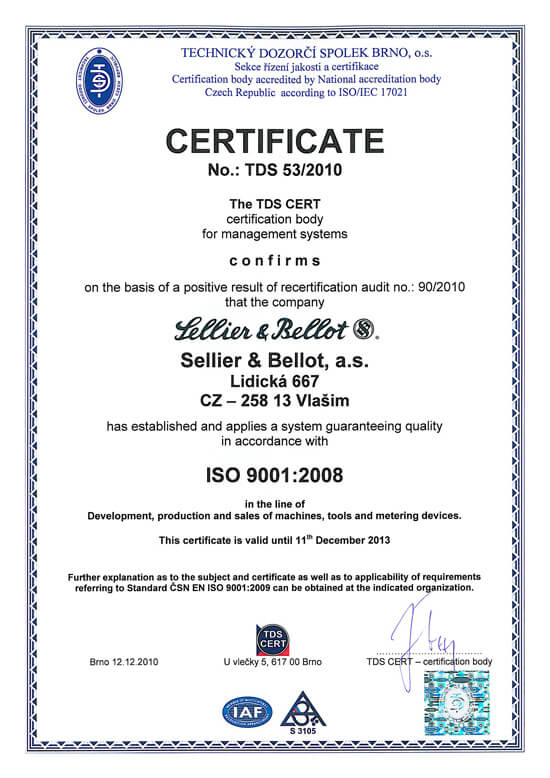 TECHNICKÝ DOZORČÍ SPOLEK BRNO, o.s.
Sekce řízení jakosti a certifikace
Certification body accredited by National accreditation body
Czech Republic according to ISO/IEC 17021
CERTIFICATE
No.: TDS 53/2010
The TDS CERT
certification body
for management systems
confirms
on the basis of a positive result of recertification audit no.: 90/2010
that the company
Sellier & Bellot
Sellier & Bellot, a.s.
Lidická 667
CZ – 258 13 Vlašim
has established and applies a system guaranteeing quality
in accordance with
ISO 9001:2008
in the line of
Development, production and sales of machines, tools and metering devices.
This certificate is valid until 11th December 2013
Further explanation as to the subject and certificate as well as to applicability of requirements
referring to Standard ČSN EN ISO 9001:2009 can be obtained at the indicated organization.
TDS
CERT
Brno 12.12.2010
U vlečky 5, 617 00 Brno
TDS CERT – certification body
IAF
S 3105